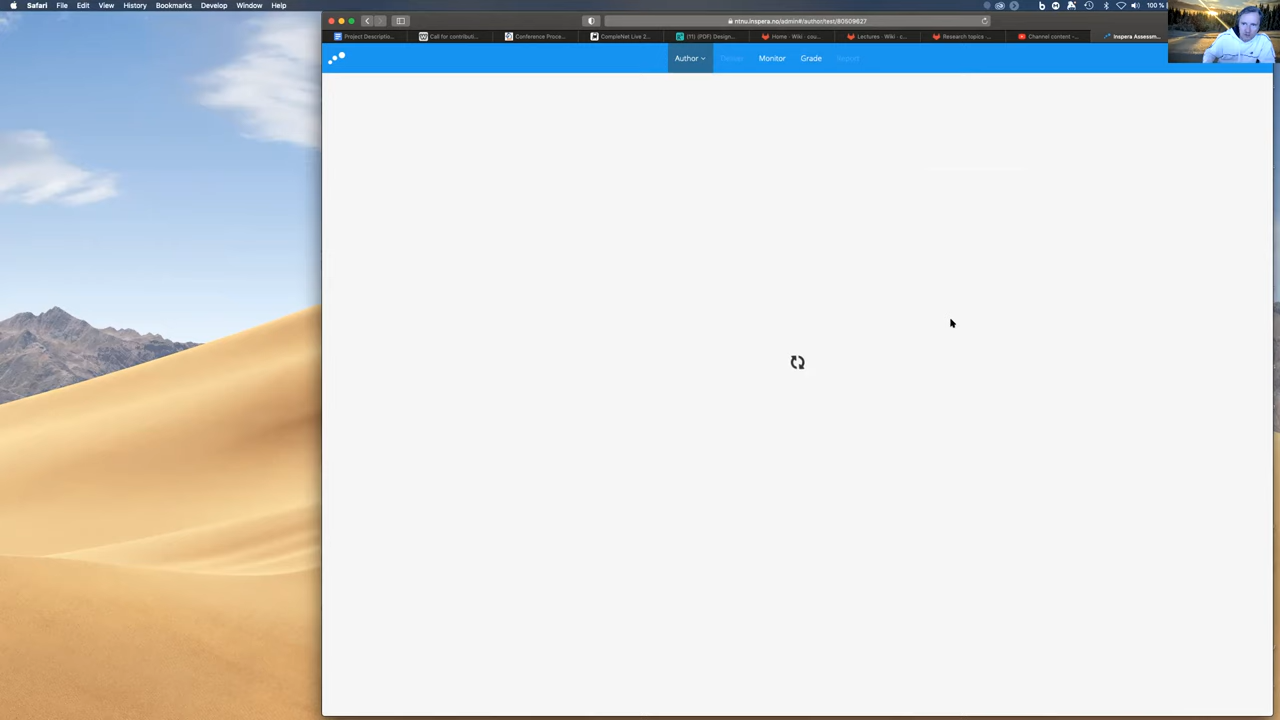 Safari File Edit View History Bookmarks Develop Window Help 100 %
ntnu.inspera.no/admin#/author/test/80509627
Project Descriptio... Call for contributi... Conference Proce... CompleNet Live 2... (11) (PDF) Design... Home · Wiki · cou... Lectures · Wiki · c... Research topics ·... Channel content -... Inspera Assessm...
Author Deliver Monitor Grade Report